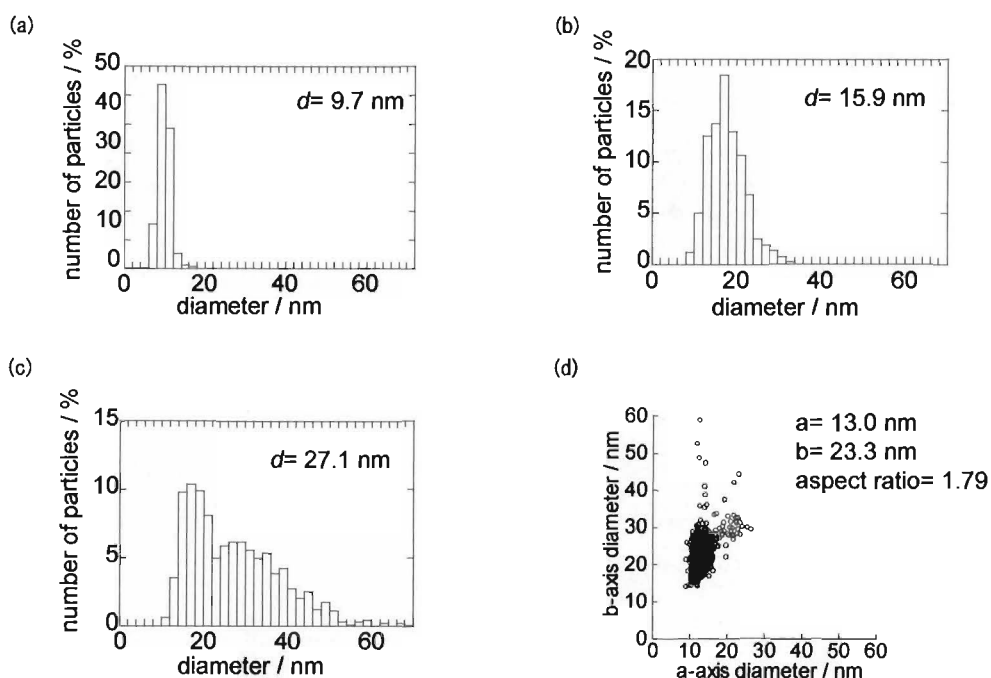 (a)
number of particles / %
50
40
30
20
10
0
d= 9.7 nm
0 20 40 60
diameter / nm
(b)
number of particles / %
20
15
10
5
0
d= 15.9 nm
0 20 40 60
diameter / nm
(c)
number of particles / %
15
10
5
0
d= 27.1 nm
0 20 40 60
diameter / nm
(d)
b-axis diameter / nm
60
50
40
30
20
10
0
a= 13.0 nm
b= 23.3 nm
aspect ratio= 1.79
0 10 20 30 40 50 60
a-axis diameter / nm